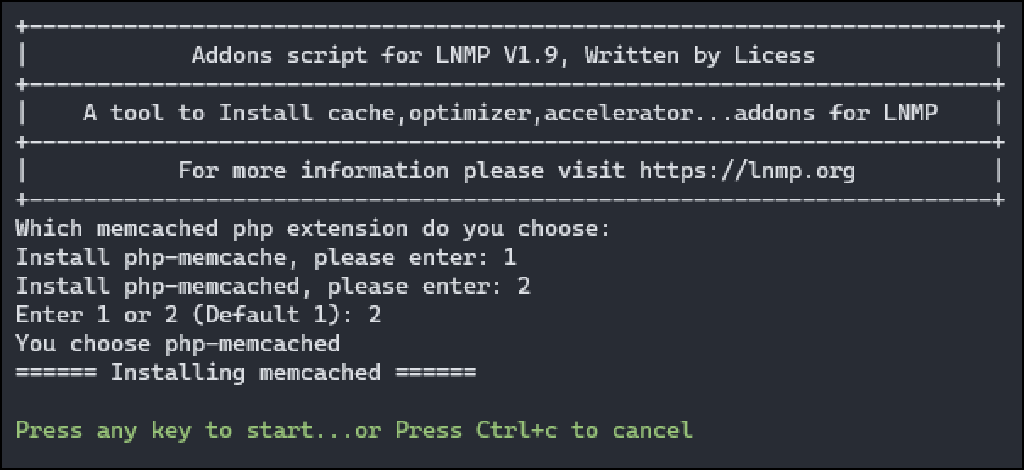 +------------------------------------------------------------------------+
|            Addons script for LNMP V1.9, Written by Licess             |
+------------------------------------------------------------------------+
|    A tool to Install cache,optimizer,accelerator...addons for LNMP    |
+------------------------------------------------------------------------+
|           For more information please visit https://lnmp.org          |
+------------------------------------------------------------------------+
Which memcached php extension do you choose:
Install php-memcache, please enter: 1
Install php-memcached, please enter: 2
Enter 1 or 2 (Default 1): 2
You choose php-memcached
====== Installing memcached ======
Press any key to start...or Press Ctrl+c to cancel